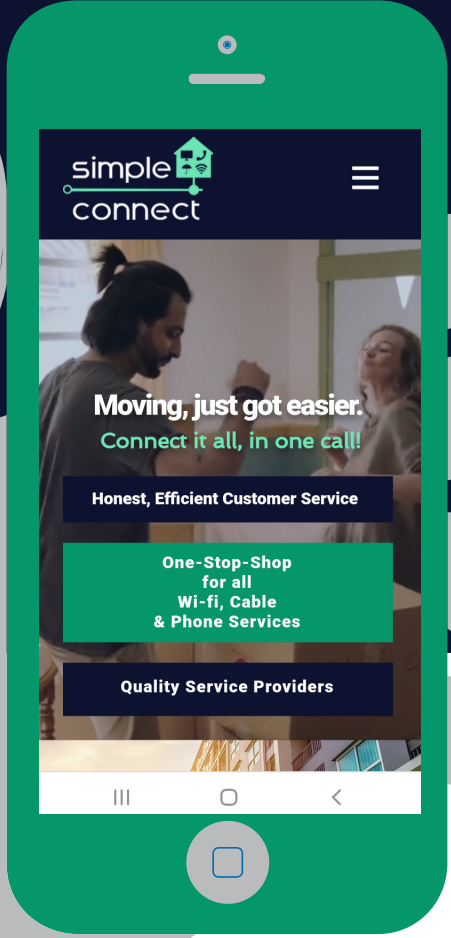 simple
connect
Moving, just got easier.
Connect it all, in one call!
Honest, Efficient Customer Service
One-Stop-Shop
for all
Wi-fi, Cable
& Phone Services
Quality Service Providers